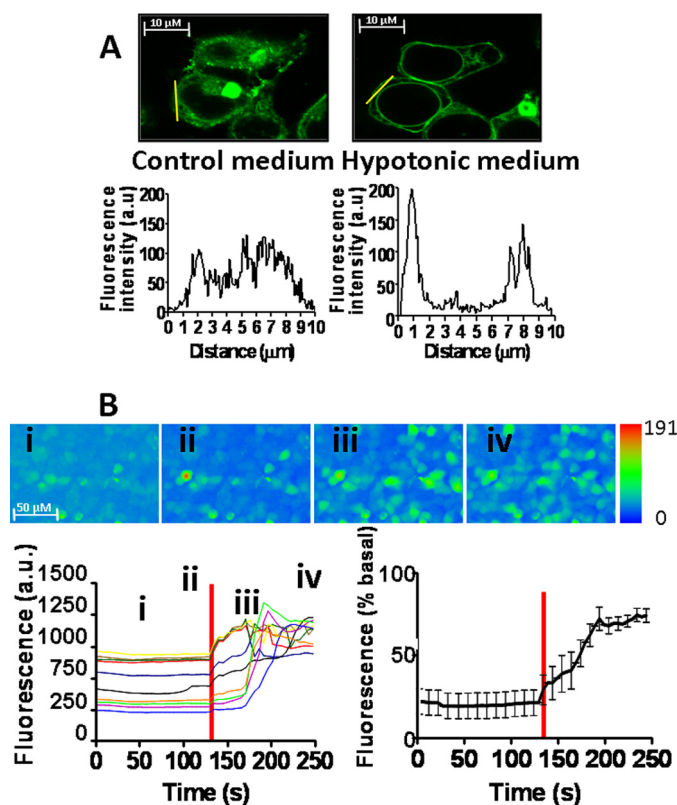 10 µM 10 µM
A
Control medium Hypotonic medium
Fluorescence intensity (a.u)
200
150
100
50
0
0 1 2 3 4 5 6 7 8 9 10
Distance (µm)
Fluorescence intensity (a.u)
200
150
100
50
0
0 1 2 3 4 5 6 7 8 9 10
Distance (µm)
B
i ii iii iv
50 µM
191
0
Fluorescence (a.u.)
1500
1250
1000
750
250
0
i ii iii iv
0 50 100 150 200 250
Time (s)
Fluorescence (% basal)
100
50
0
0 50 100 150 200 250
Time (s)